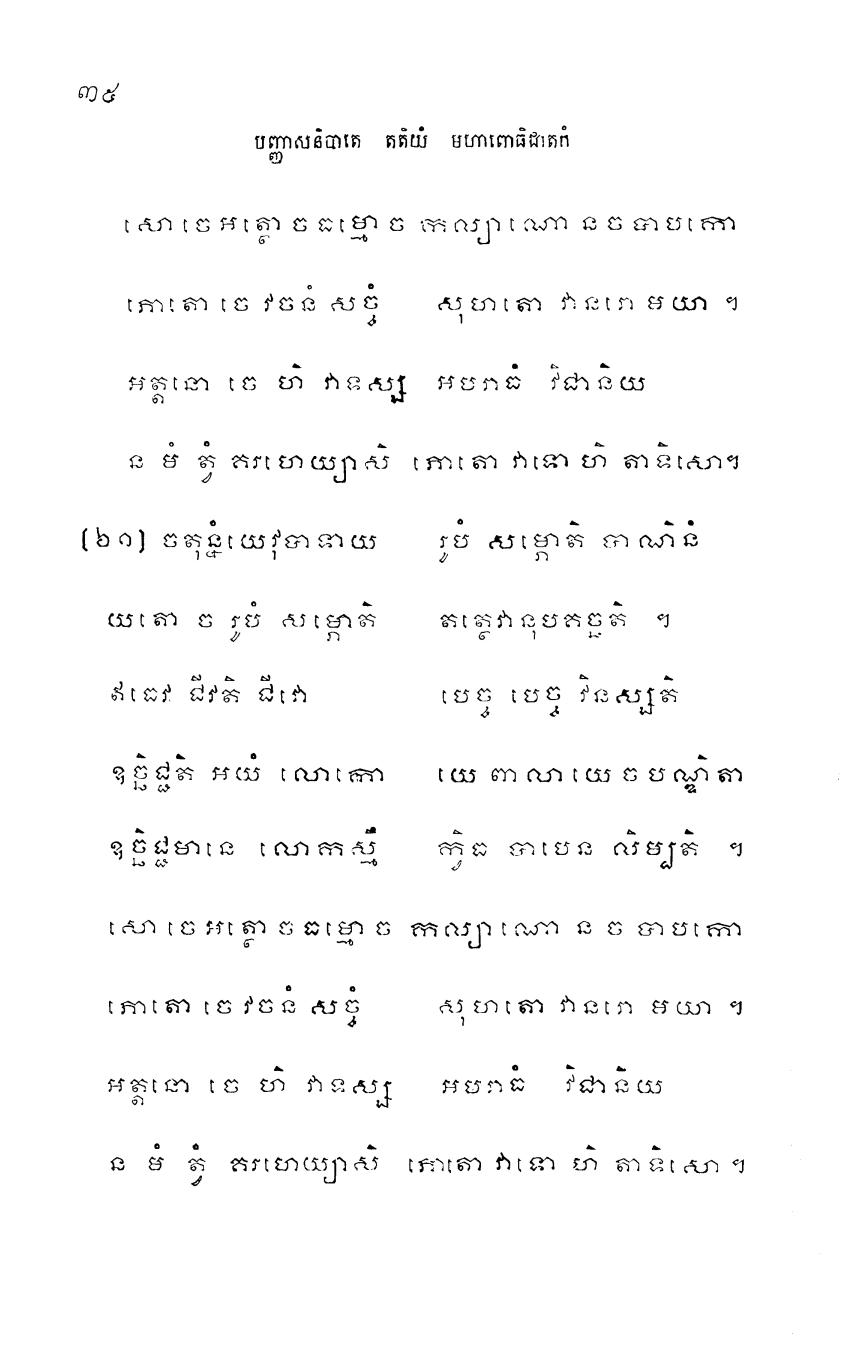 ៣៥
បញ្ញាសនិបាតេ តតិយំ មហាពោធិជាតកំ
សោ ចេ អត្ថោ ច ធម្មោ ច កល្យាណោ ន ច បាបកោ
ភោតោ ចេ វចនំ សច្ចំ សុហតោ វានរោ មយា ។
អត្តនោ ចេ ហិ វាទស្ស អបរាធំ វិជានិយ
ន មំ ត្វំ គរហេយ្យាសិ ភោតោ វាទោ ហិ តាទិសោ។
(៦១) ចតុន្នំយេវុបាទាយ រូបំ សម្ភោតិ បាណិនំ
យតោ ច រូបំ សម្ភោតិ តត្ថេវានុបគច្ឆតិ ។
ឥធេវ ជីវតិ ជីវោ បេច្ច បេច្ច វិនស្សតិ
ឧច្ឆិជ្ជតិ អយំ លោកោ យេ ពាលា យេ ច បណ្ឌិតា
ឧច្ឆិជ្ជមានេ លោកស្មឹ ក្វិធ បាបេន លិម្បតិ ។
សោ ចេ អត្ថោ ច ធម្មោ ច កល្យាណោ ន ច បាបកោ
ភោតោ ចេ វចនំ សច្ចំ សុហតោ វានរោ មយា ។
អត្តនោ ចេ ហិ វាទស្ស អបរាធំ វិជានិយ
ន មំ ត្វំ គរហេយ្យាសិ ភោតោ វាទោ ហិ តាទិសោ ។